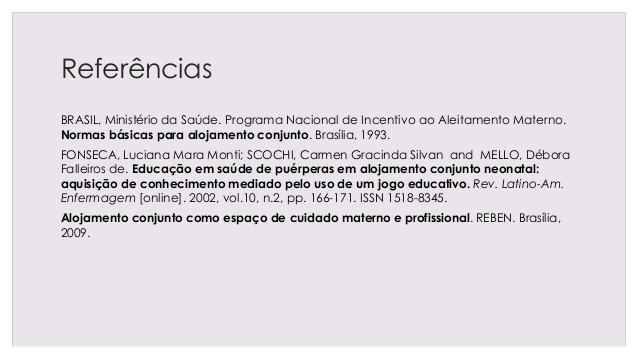 Referências
BRASIL, Ministério da Saúde. Programa Nacional de Incentivo ao Aleitamento Materno.
Normas básicas para alojamento conjunto. Brasília, 1993.
FONSECA, Luciana Mara Monti; SCOCHI, Carmen Gracinda Silvan and MELLO, Débora
Falleiros de. Educação em saúde de puérperas em alojamento conjunto neonatal:
aquisição de conhecimento mediado pelo uso de um jogo educativo. Rev. Latino-Am.
Enfermagem [online]. 2002, vol.10, n.2, pp. 166-171. ISSN 1518-8345.
Alojamento conjunto como espaço de cuidado materno e profissional. REBEN. Brasília,
2009.